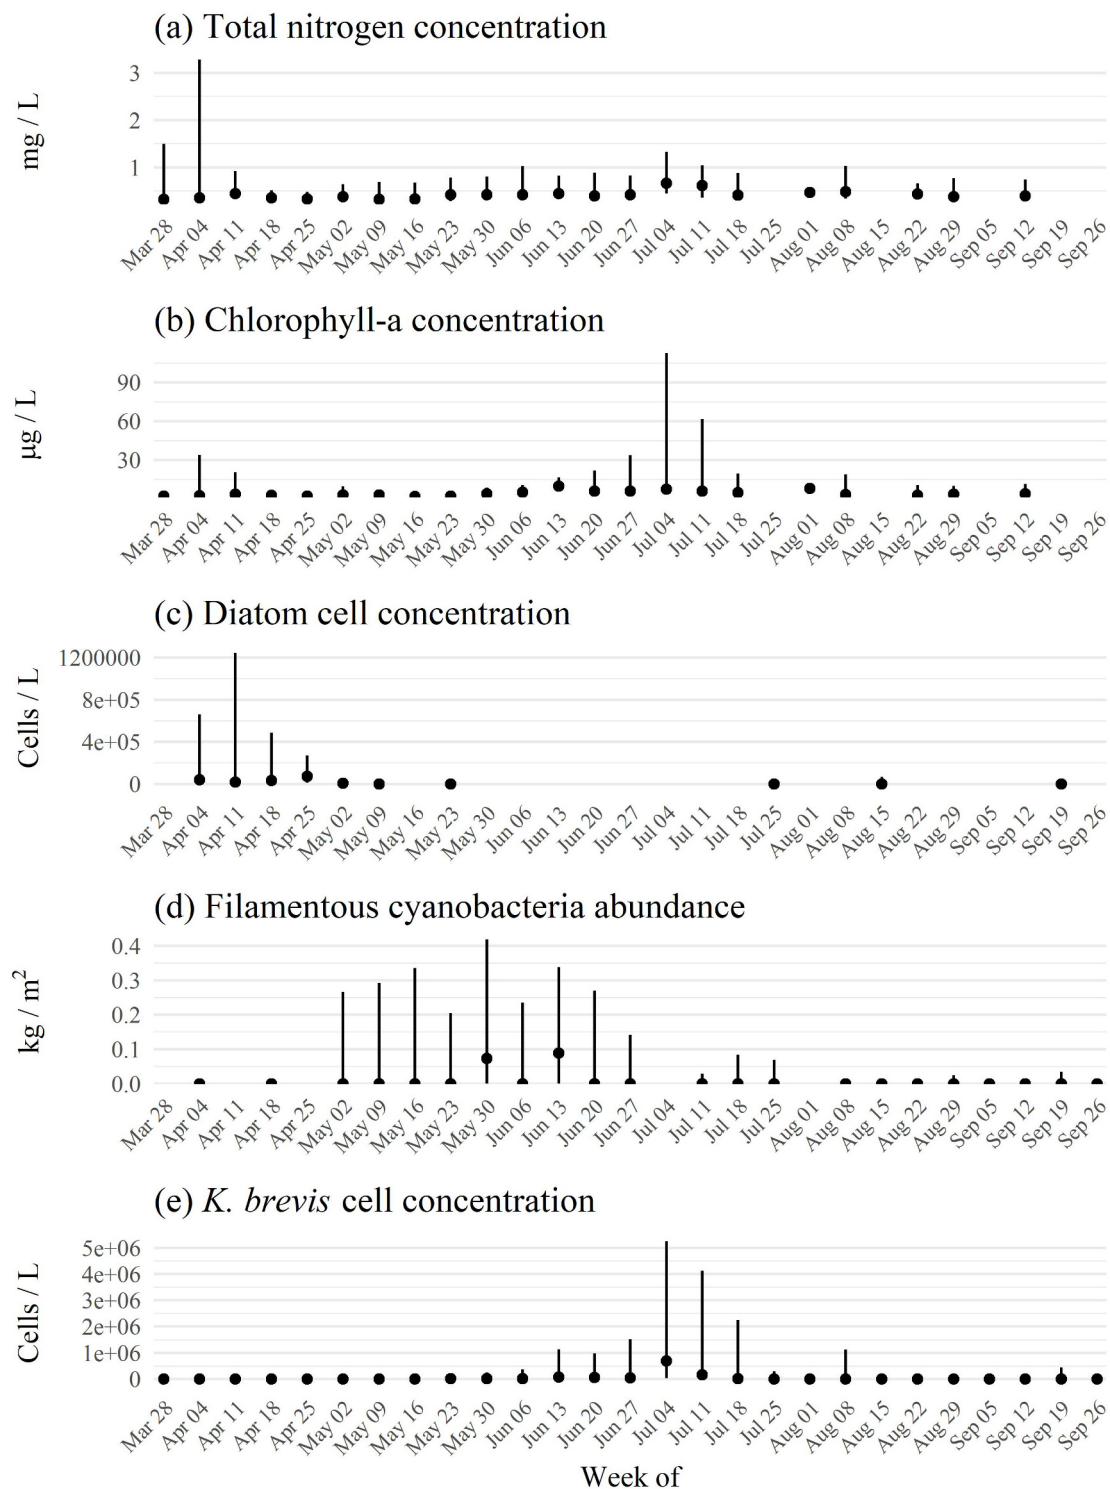 (a) Total nitrogen concentration
mg / L
3
2
1
Mar 28 Apr 04 Apr 11 Apr 18 Apr 25 May 02 May 09 May 16 May 23 May 30 Jun 06 Jun 13 Jun 20 Jun 27 Jul 04 Jul 11 Jul 18 Jul 25 Aug 01 Aug 08 Aug 15 Aug 22 Aug 29 Sep 05 Sep 12 Sep 19 Sep 26
(b) Chlorophyll-a concentration
µg / L
90
60
30
Mar 28 Apr 04 Apr 11 Apr 18 Apr 25 May 02 May 09 May 16 May 23 May 30 Jun 06 Jun 13 Jun 20 Jun 27 Jul 04 Jul 11 Jul 18 Jul 25 Aug 01 Aug 08 Aug 15 Aug 22 Aug 29 Sep 05 Sep 12 Sep 19 Sep 26
(c) Diatom cell concentration
Cells / L
1200000
8e+05
4e+05
0
Mar 28 Apr 04 Apr 11 Apr 18 Apr 25 May 02 May 09 May 16 May 23 May 30 Jun 06 Jun 13 Jun 20 Jun 27 Jul 04 Jul 11 Jul 18 Jul 25 Aug 01 Aug 08 Aug 15 Aug 22 Aug 29 Sep 05 Sep 12 Sep 19 Sep 26
(d) Filamentous cyanobacteria abundance
kg / m²
0.4
0.3
0.2
0.1
0.0
Mar 28 Apr 04 Apr 11 Apr 18 Apr 25 May 02 May 09 May 16 May 23 May 30 Jun 06 Jun 13 Jun 20 Jun 27 Jul 04 Jul 11 Jul 18 Jul 25 Aug 01 Aug 08 Aug 15 Aug 22 Aug 29 Sep 05 Sep 12 Sep 19 Sep 26
(e) K. brevis cell concentration
Cells / L
5e+06
4e+06
3e+06
2e+06
1e+06
0
Mar 28 Apr 04 Apr 11 Apr 18 Apr 25 May 02 May 09 May 16 May 23 May 30 Jun 06 Jun 13 Jun 20 Jun 27 Jul 04 Jul 11 Jul 18 Jul 25 Aug 01 Aug 08 Aug 15 Aug 22 Aug 29 Sep 05 Sep 12 Sep 19 Sep 26
Week of